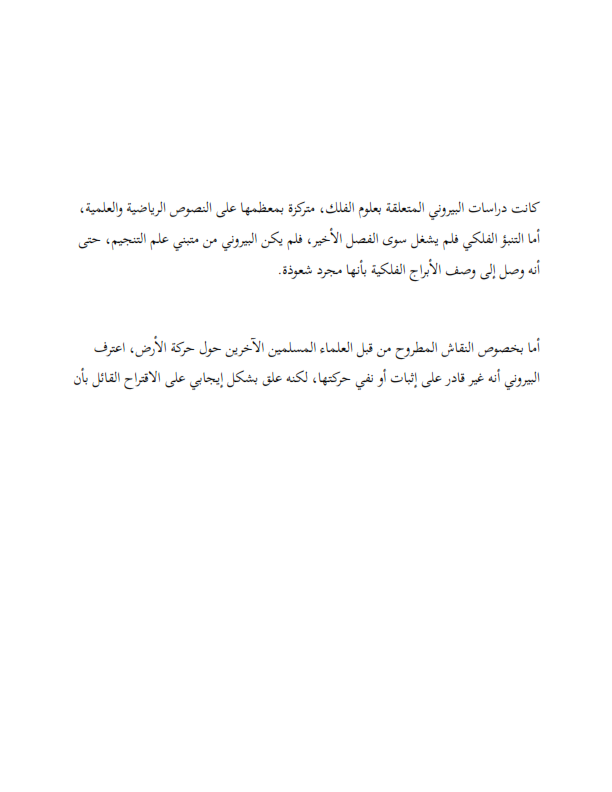 كانت دراسات البيروني المتعلقة بعلوم الفلك، متركزة بمعظمها على النصوص الرياضية والعلمية،
أما التنبؤ الفلكي فلم يشغل سوى الفصل الأخير، فلم يكن البيروني من متبني علم التنجيم، حتى
أنه وصل إلى وصف الأبراج الفلكية بأنها مجرد شعوذة.
أما بخصوص النقاش المطروح من قبل العلماء المسلمين الآخرين حول حركة الأرض، اعترف
البيروني أنه غير قادر على إثبات أو نفي حركتها، لكنه علق بشكل إيجابي على الاقتراح القائل بأن